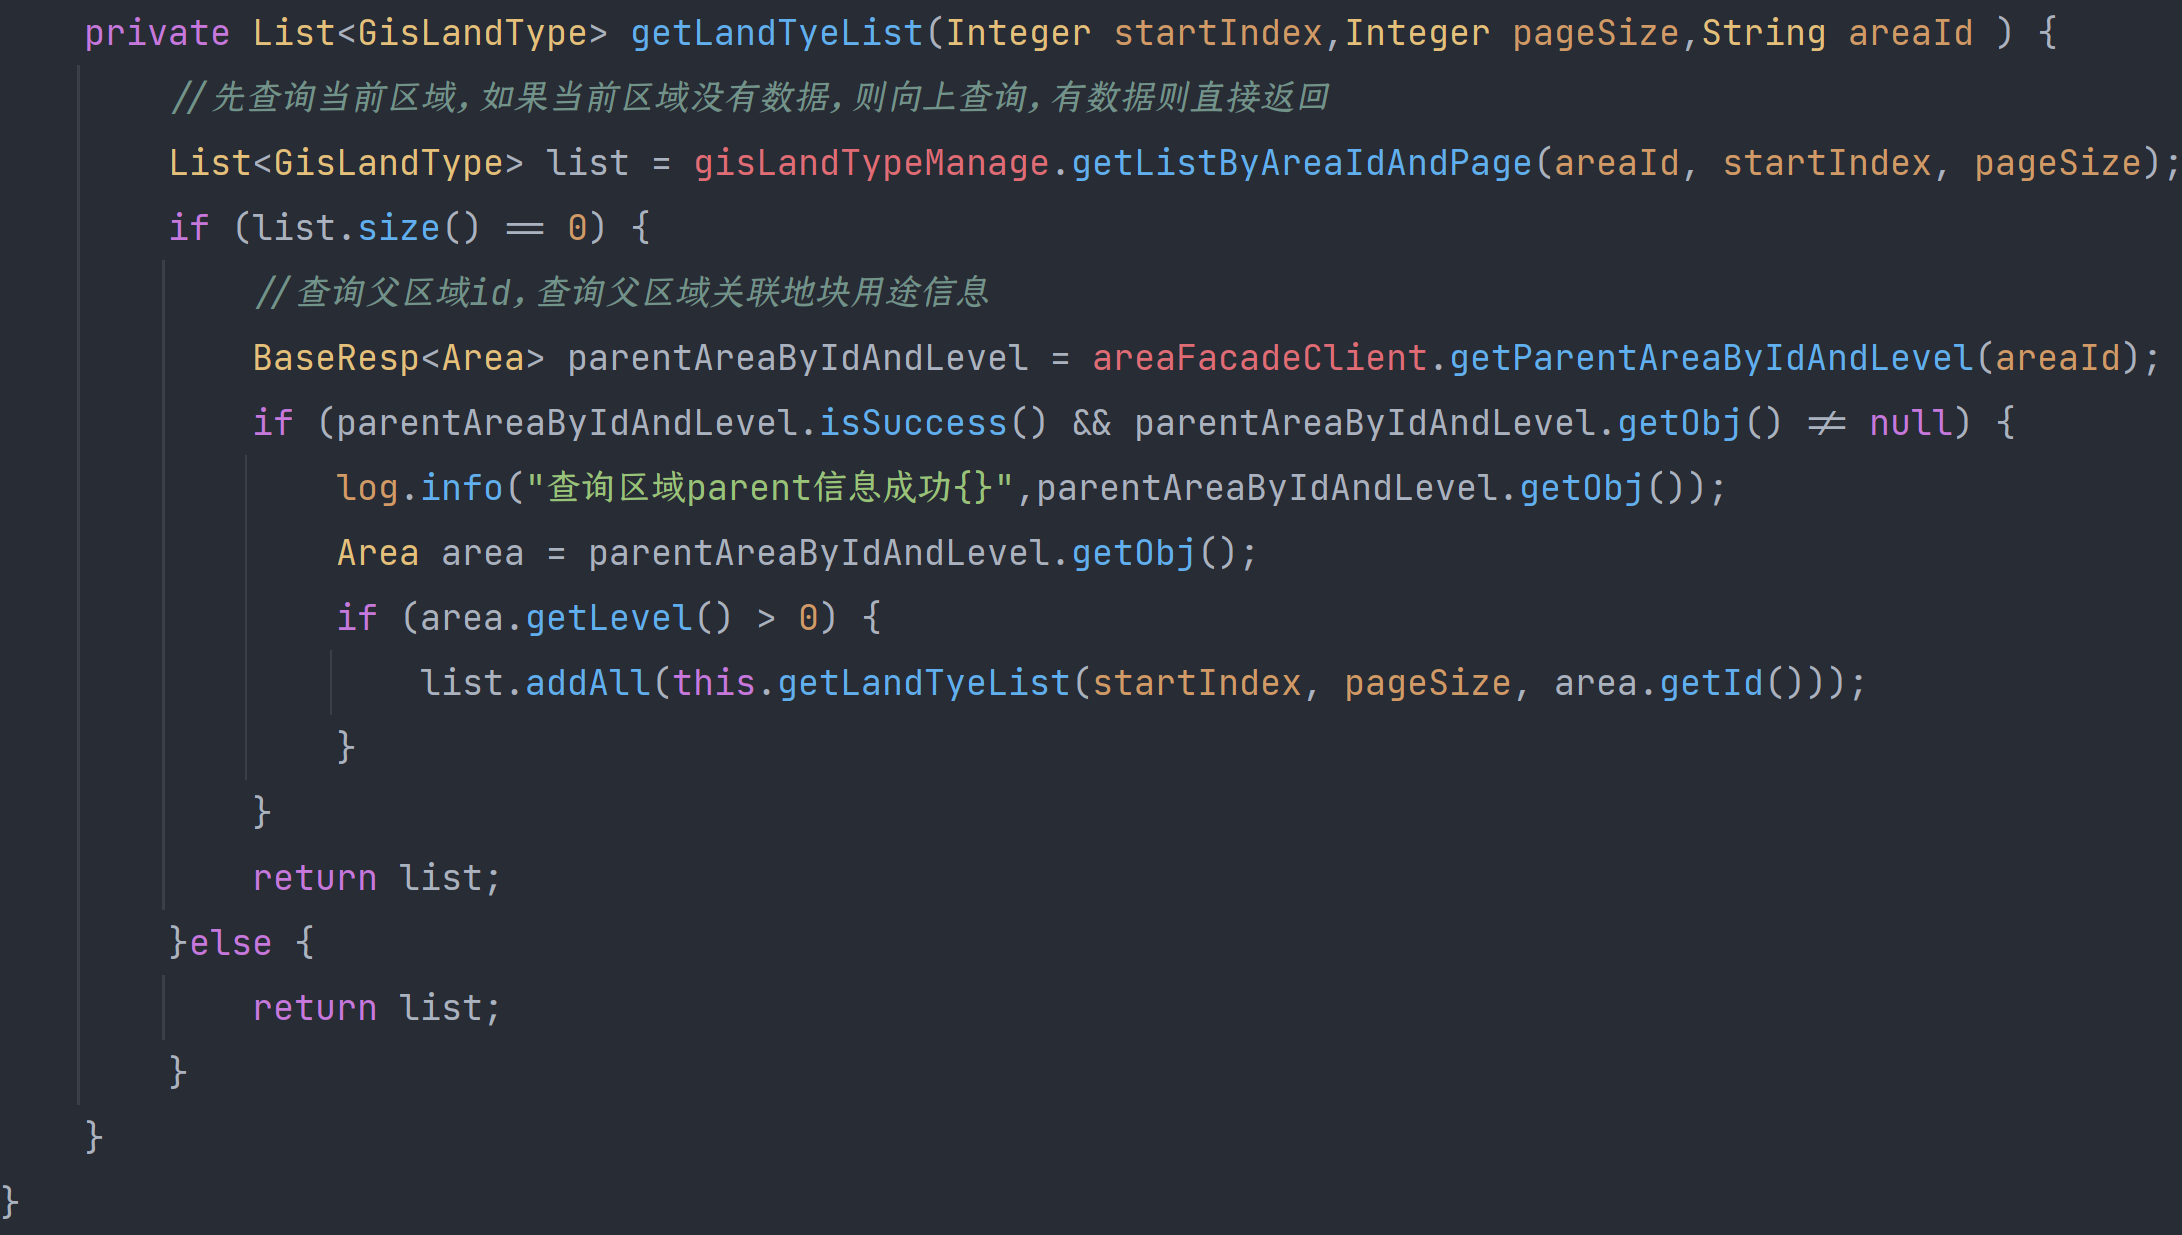 private List<GisLandType> getLandTyeList(Integer startIndex,Integer pageSize,String areaId ) {
//先查询当前区域,如果当前区域没有数据,则向上查询,有数据则直接返回
List<GisLandType> list = gisLandTypeManage.getListByAreaIdAndPage(areaId, startIndex, pageSize);
if (list.size() == 0) {
//查询父区域id,查询父区域关联地块用途信息
BaseResp<Area> parentAreaByIdAndLevel = areaFacadeClient.getParentAreaByIdAndLevel(areaId);
if (parentAreaByIdAndLevel.isSuccess() && parentAreaByIdAndLevel.getObj() != null) {
log.info("查询区域parent信息成功{}",parentAreaByIdAndLevel.getObj());
Area area = parentAreaByIdAndLevel.getObj();
if (area.getLevel() > 0) {
list.addAll(this.getLandTyeList(startIndex, pageSize, area.getId()));
}
}
return list;
}else {
return list;
}
}
}